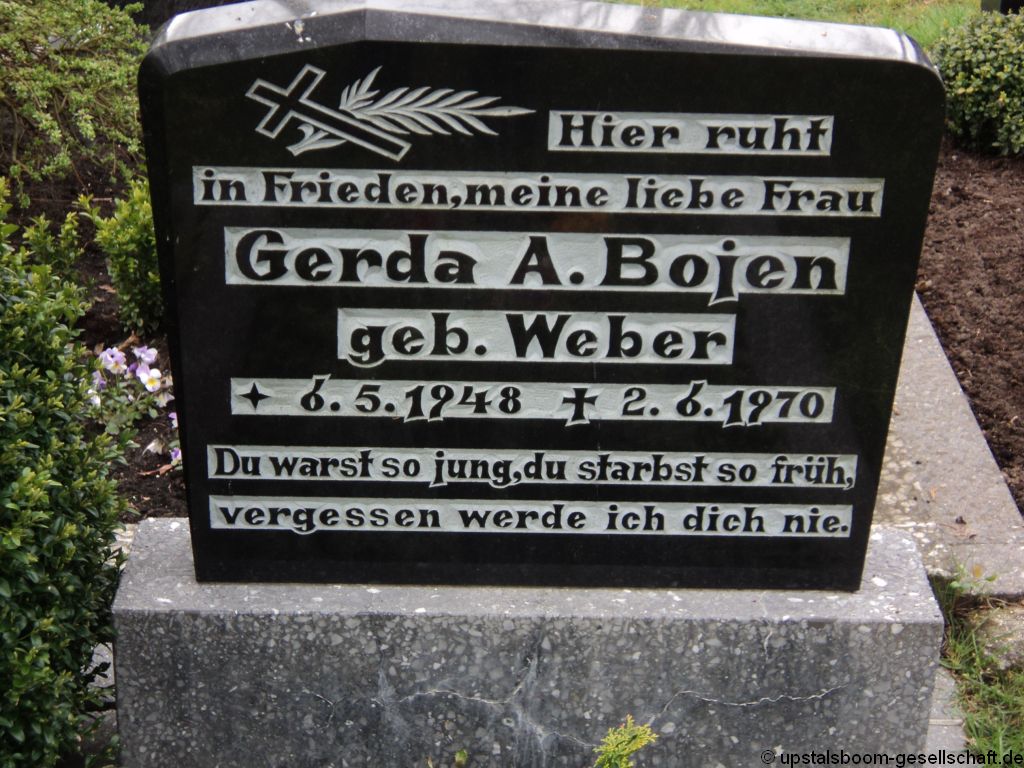 Hier ruht
in Frieden, meine liebe Frau
Gerda A. Bojen
geb. Weber
✦ 6. 5. 1948 ✝ 2. 6. 1970
Du warst so jung, du starbst so früh,
vergessen werde ich dich nie.
© upstalsboom-gesellschaft.de